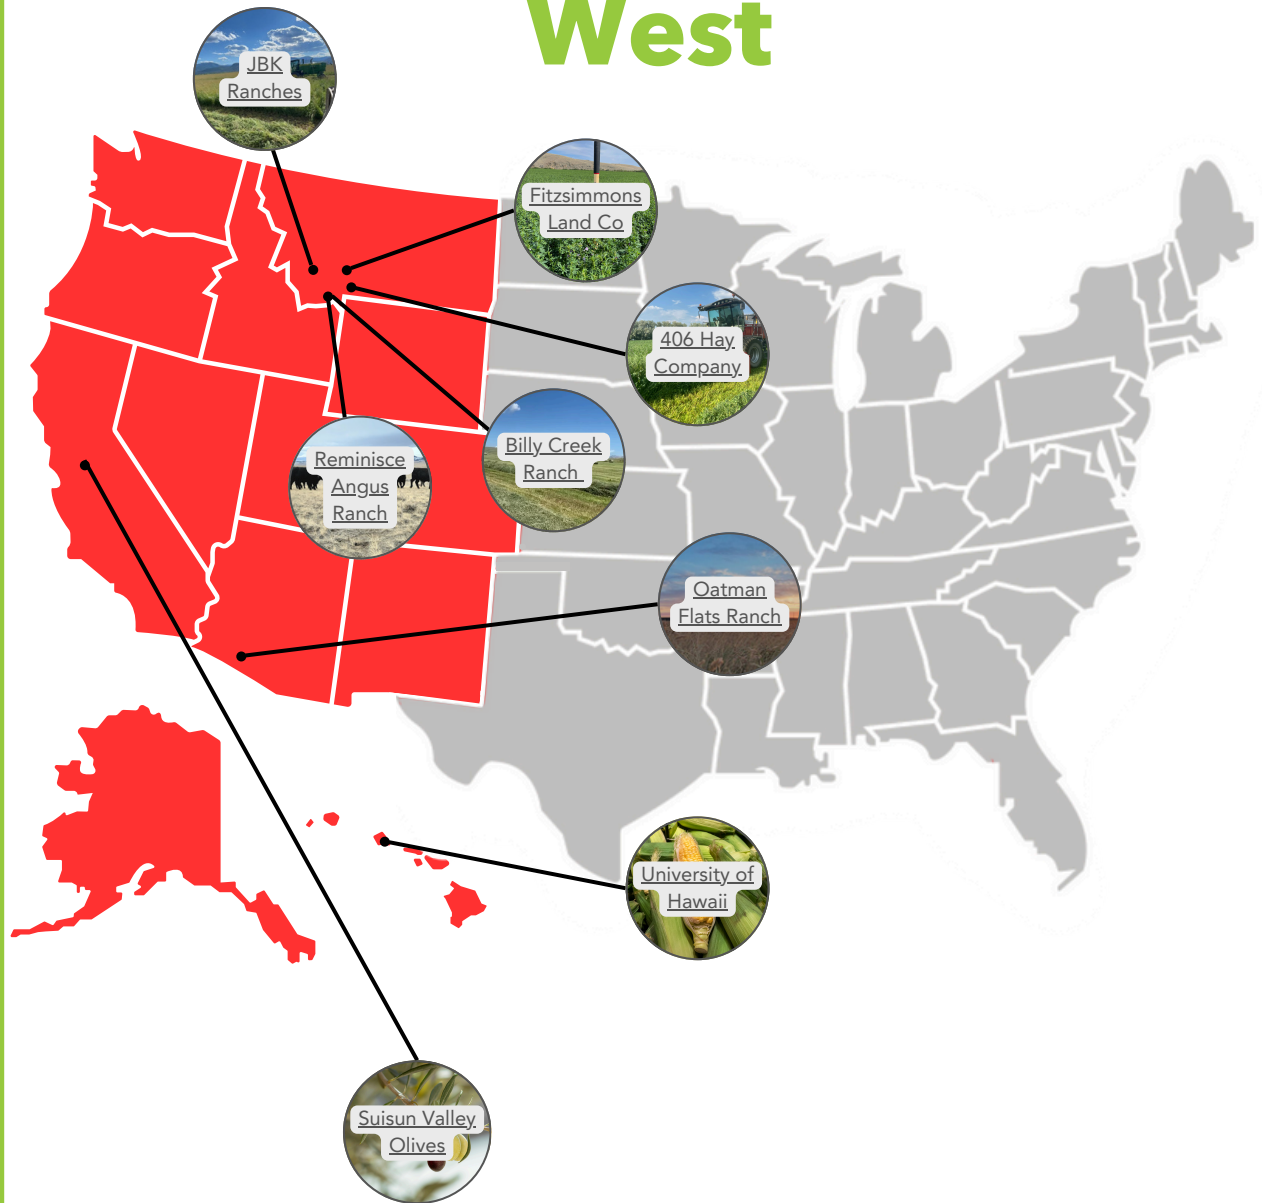 West
JBK
Ranches
Fitzsimmons
Land Co
406 Hay
Company
Billy Creek
Ranch
Reminisce
Angus
Ranch
Oatman
Flats Ranch
University of
Hawaii
Suisun Valley
Olives